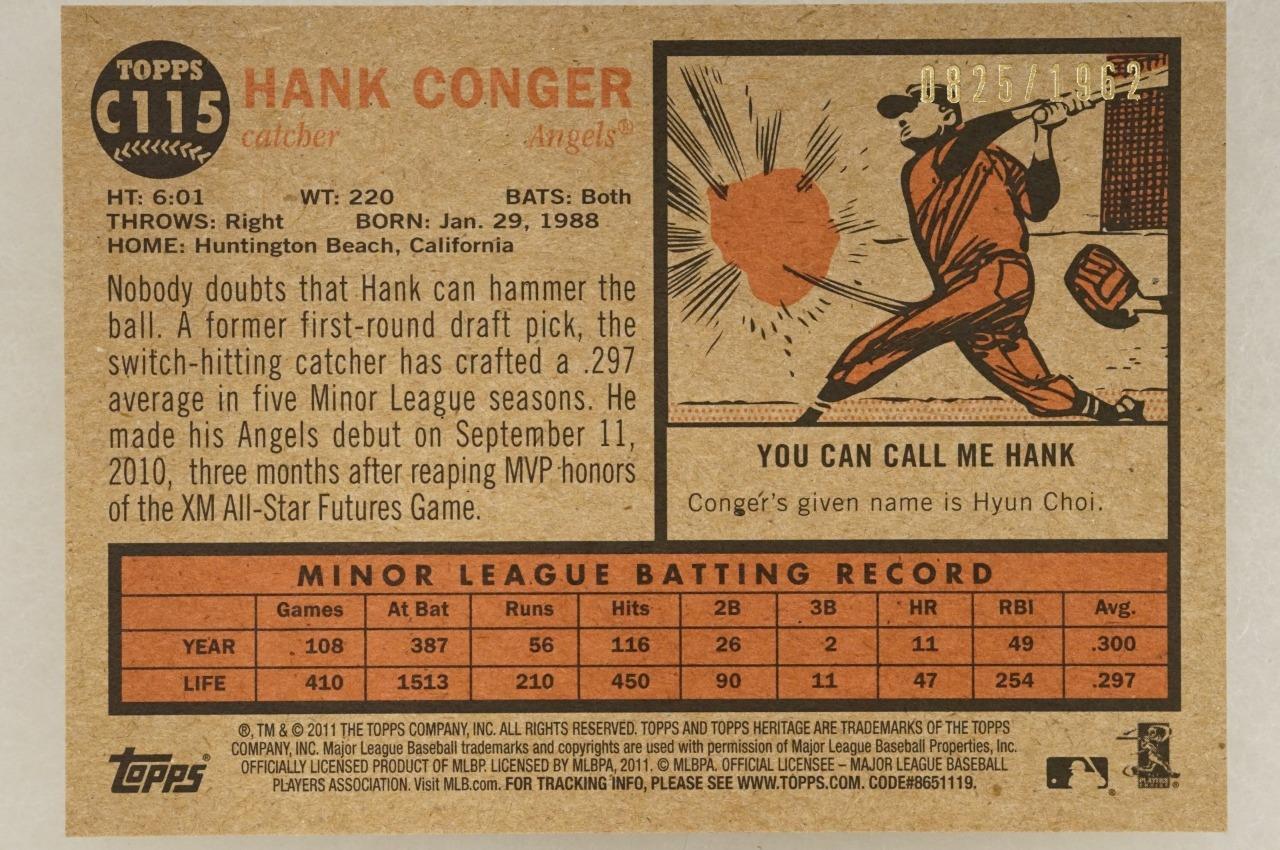 TOPPS
C115
HANK CONGER
catcher Angels®
HT: 6:01 WT: 220 BATS: Both
THROWS: Right BORN: Jan. 29, 1988
HOME: Huntington Beach, California
Nobody doubts that Hank can hammer the
ball. A former first-round draft pick, the
switch-hitting catcher has crafted a .297
average in five Minor League seasons. He
made his Angels debut on September 11,
2010, three months after reaping MVP honors
of the XM All-Star Futures Game.
0825/1962
YOU CAN CALL ME HANK
Conger's given name is Hyun Choi.
MINOR LEAGUE BATTING RECORD
Games At Bat Runs Hits 2B 3B HR RBI Avg.
YEAR 108 387 56 116 26 2 11 49 .300
LIFE 410 1513 210 450 90 11 47 254 .297
®, TM & © 2011 THE TOPPS COMPANY, INC. ALL RIGHTS RESERVED. TOPPS AND TOPPS HERITAGE ARE TRADEMARKS OF THE TOPPS
COMPANY, INC. Major League Baseball trademarks and copyrights are used with permission of Major League Baseball Properties, Inc.
OFFICIALLY LICENSED PRODUCT OF MLBP. LICENSED BY MLBPA, 2011. © MLBPA. OFFICIAL LICENSEE – MAJOR LEAGUE BASEBALL
PLAYERS ASSOCIATION. Visit MLB.com. FOR TRACKING INFO, PLEASE SEE WWW.TOPPS.COM. CODE#8651119.
Topps®